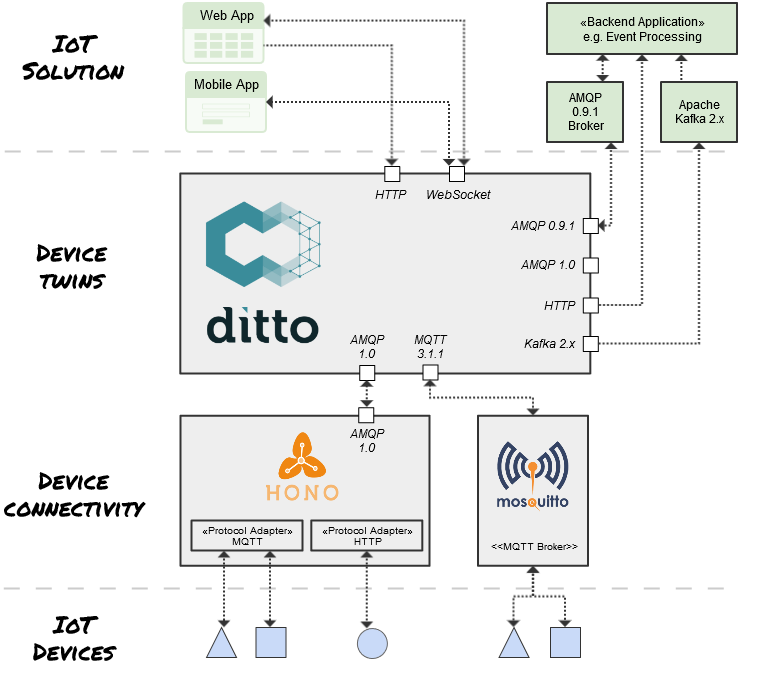 IoT
Solution
Web App
Mobile App
«Backend Application»
e.g. Event Processing
AMQP
0.9.1
Broker
Apache
Kafka 2.x
HTTP
WebSocket
Device
twins
ditto
AMQP 0.9.1
AMQP 1.0
HTTP
Kafka 2.x
AMQP
1.0
MQTT
3.1.1
Device
connectivity
AMQP
1.0
HONO
«Protocol Adapter»
MQTT
«Protocol Adapter»
HTTP
mosquitto
<<MQTT Broker>>
IoT
Devices